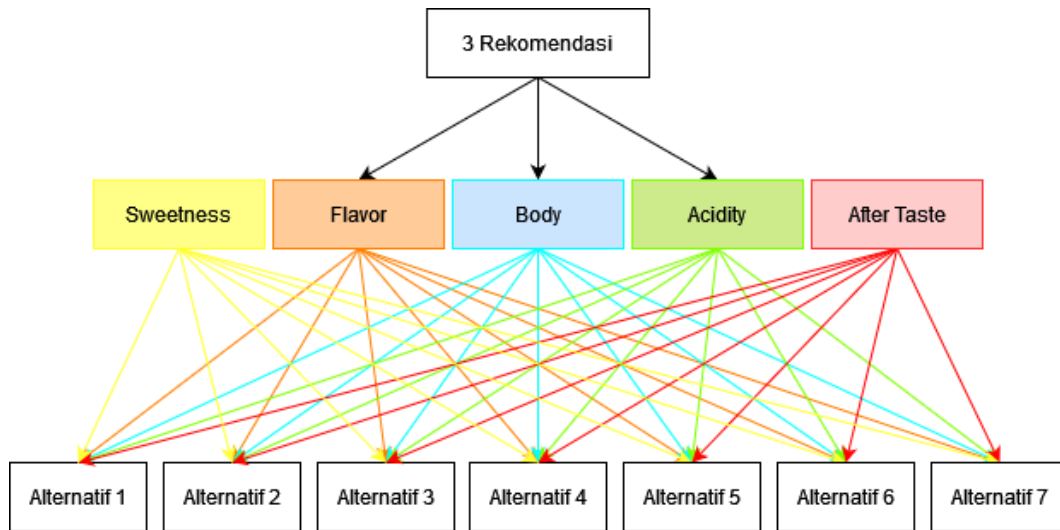 3 Rekomendasi
Sweetness
Flavor
Body
Acidity
After Taste
Alternatif 1
Alternatif 2
Alternatif 3
Alternatif 4
Alternatif 5
Alternatif 6
Alternatif 7